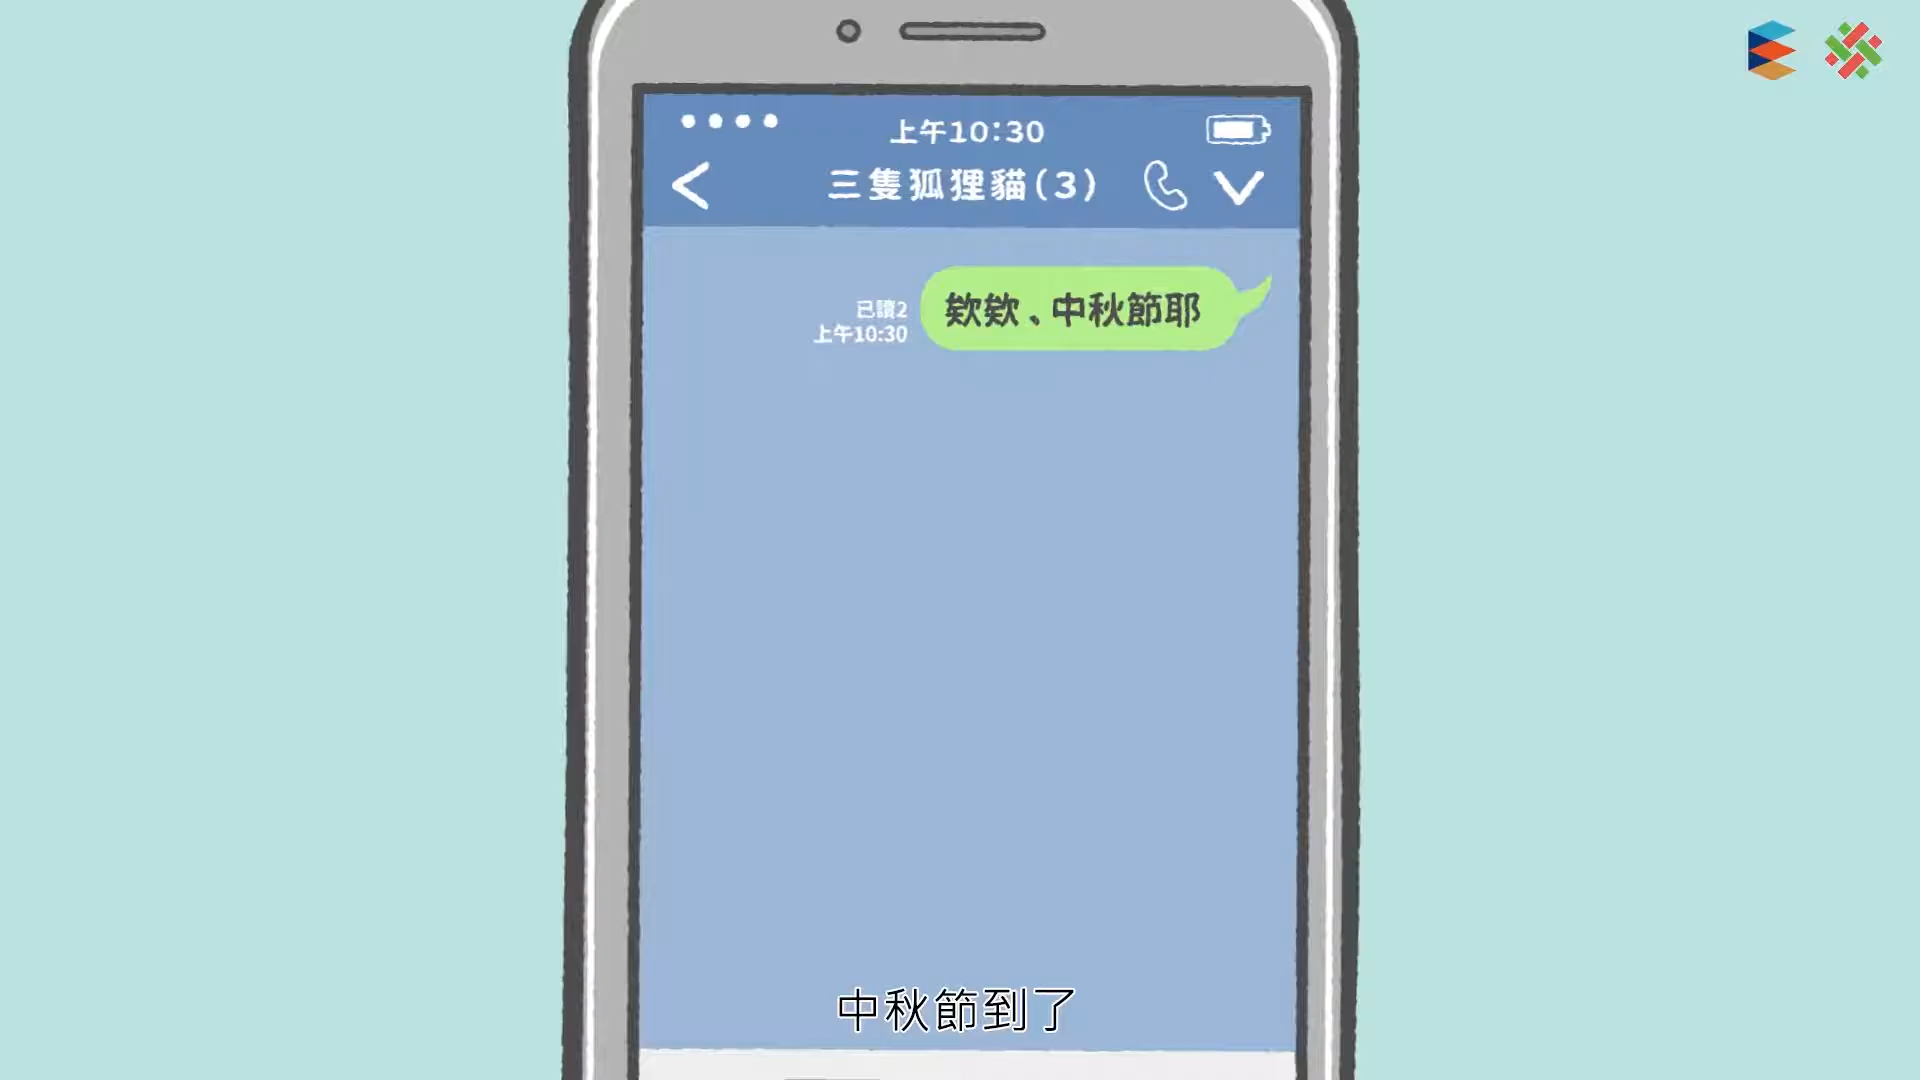 上午10:30
三隻狐狸貓(3)
欸欸、中秋節耶
已讀2
上午10:30
中秋節到了